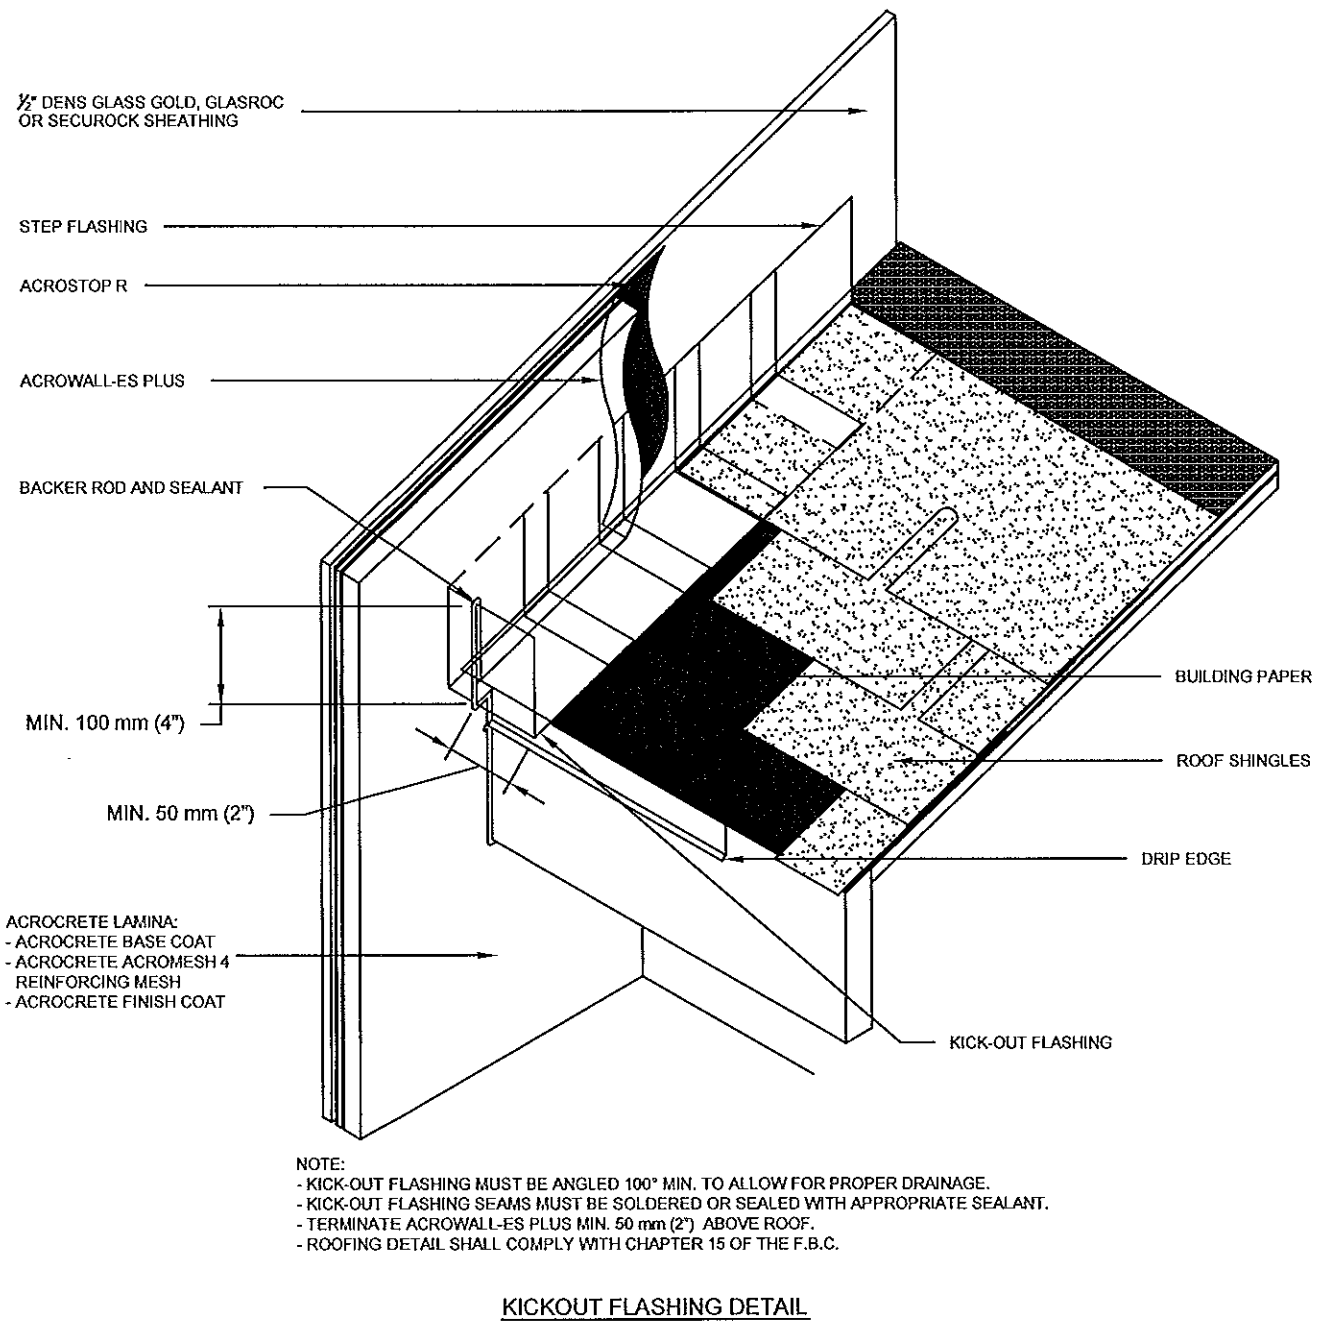 ½" DENS GLASS GOLD, GLASROC
OR SECUROCK SHEATHING
STEP FLASHING
ACROSTOP R
ACROWALL-ES PLUS
BACKER ROD AND SEALANT
MIN. 100 mm (4")
MIN. 50 mm (2")
BUILDING PAPER
ROOF SHINGLES
DRIP EDGE
ACROCRETE LAMINA:
- ACROCRETE BASE COAT
- ACROCRETE ACROMESH 4
REINFORCING MESH
- ACROCRETE FINISH COAT
KICK-OUT FLASHING
NOTE:
- KICK-OUT FLASHING MUST BE ANGLED 100° MIN. TO ALLOW FOR PROPER DRAINAGE.
- KICK-OUT FLASHING SEAMS MUST BE SOLDERED OR SEALED WITH APPROPRIATE SEALANT.
- TERMINATE ACROWALL-ES PLUS MIN. 50 mm (2") ABOVE ROOF.
- ROOFING DETAIL SHALL COMPLY WITH CHAPTER 15 OF THE F.B.C.
KICKOUT FLASHING DETAIL